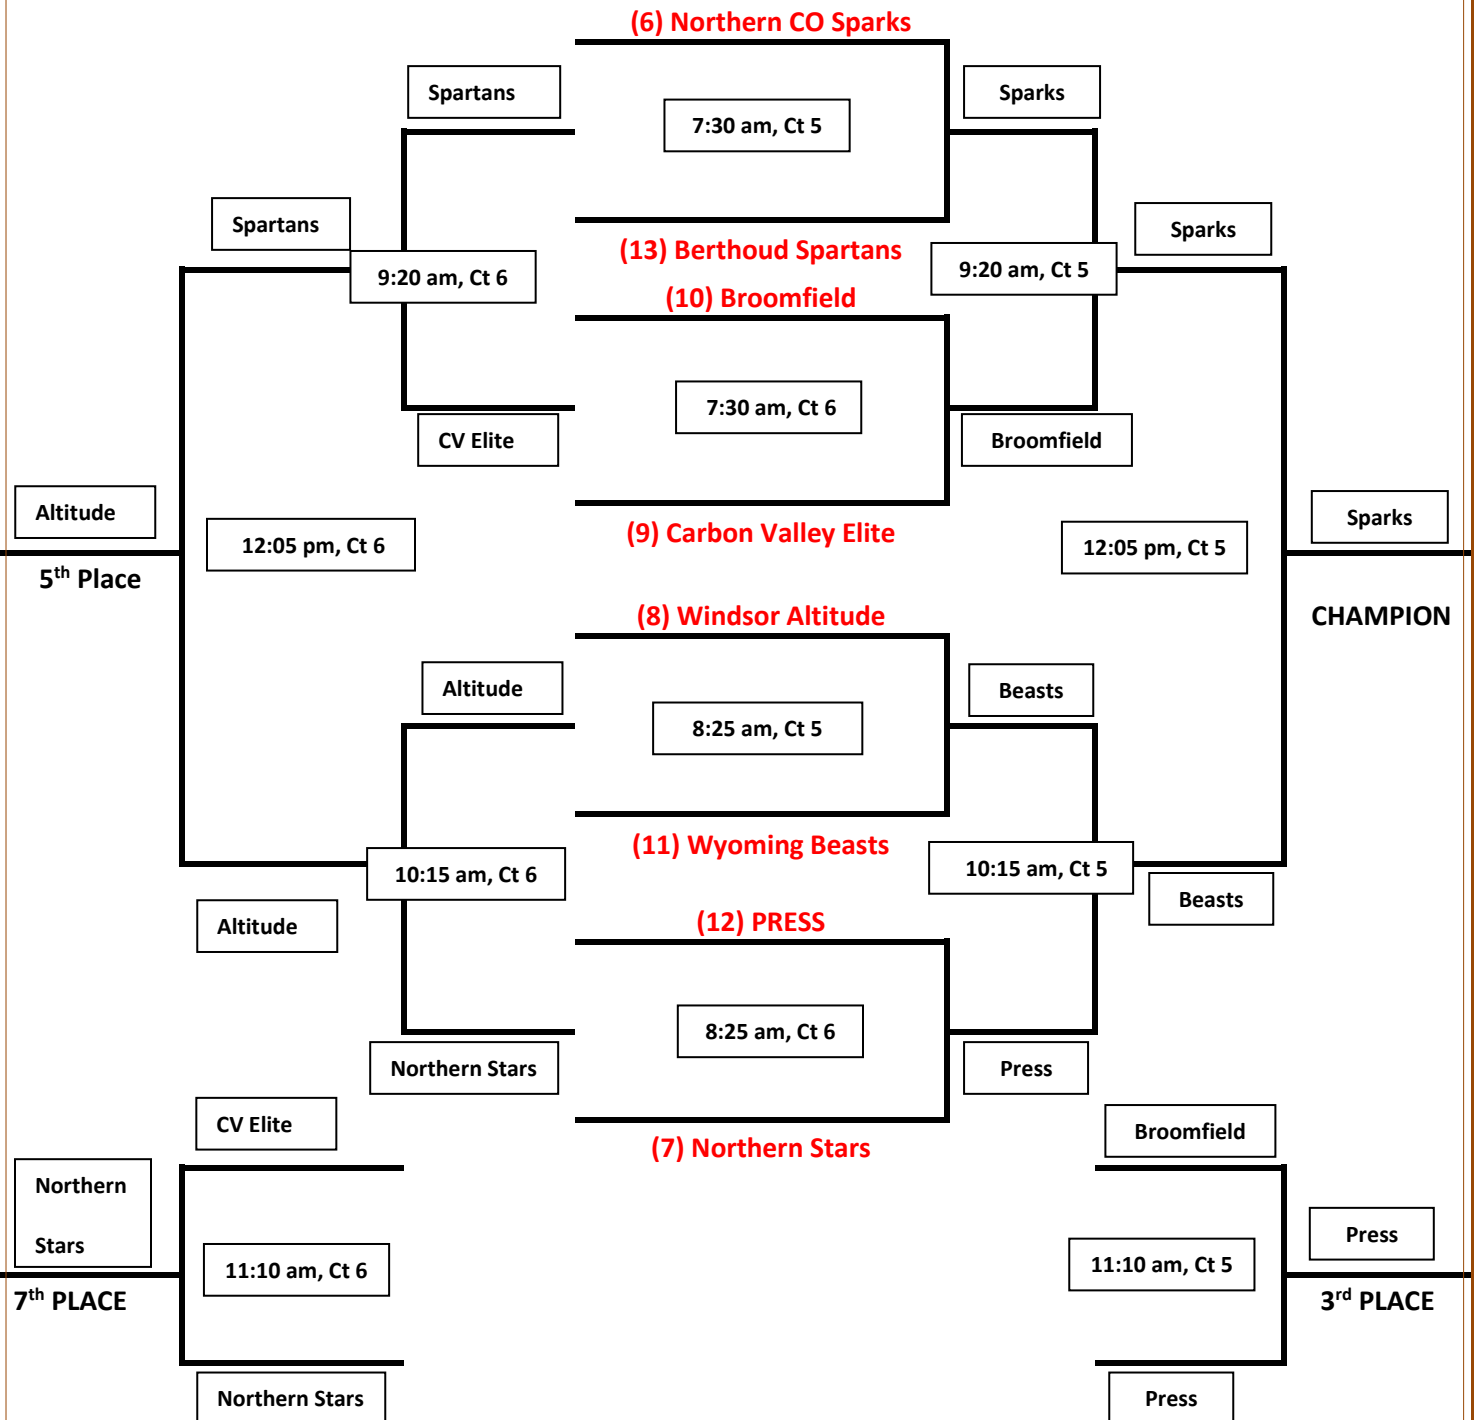 (6) Northern CO Sparks
Spartans
Sparks
7:30 am, Ct 5
Spartans
Sparks
(13) Berthoud Spartans
9:20 am, Ct 6
9:20 am, Ct 5
(10) Broomfield
7:30 am, Ct 6
CV Elite
Broomfield
Altitude
Sparks
(9) Carbon Valley Elite
12:05 pm, Ct 6
12:05 pm, Ct 5
5th Place
(8) Windsor Altitude
CHAMPION
Altitude
Beasts
8:25 am, Ct 5
(11) Wyoming Beasts
10:15 am, Ct 6
10:15 am, Ct 5
Beasts
Altitude
(12) PRESS
8:25 am, Ct 6
Northern Stars
Press
CV Elite
Broomfield
(7) Northern Stars
Northern
Stars
Press
11:10 am, Ct 6
11:10 am, Ct 5
7th PLACE
3rd PLACE
Northern Stars
Press